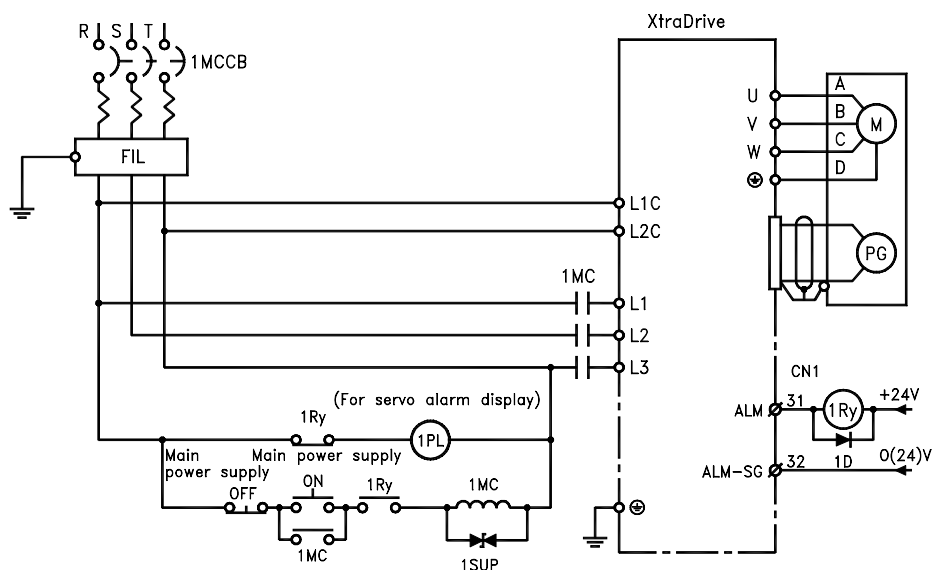 XtraDrive
R S T
1MCCB
FIL
U
V
W
A
B
C
D
M
L1C
L2C
PG
1MC
L1
L2
L3
CN1
(For servo alarm display)
1Ry
1PL
ALM
31
1Ry
+24V
Main
power supply
Main power supply
1D
ALM-SG
32
0(24)V
OFF
ON
1Ry
1MC
1MC
1SUP